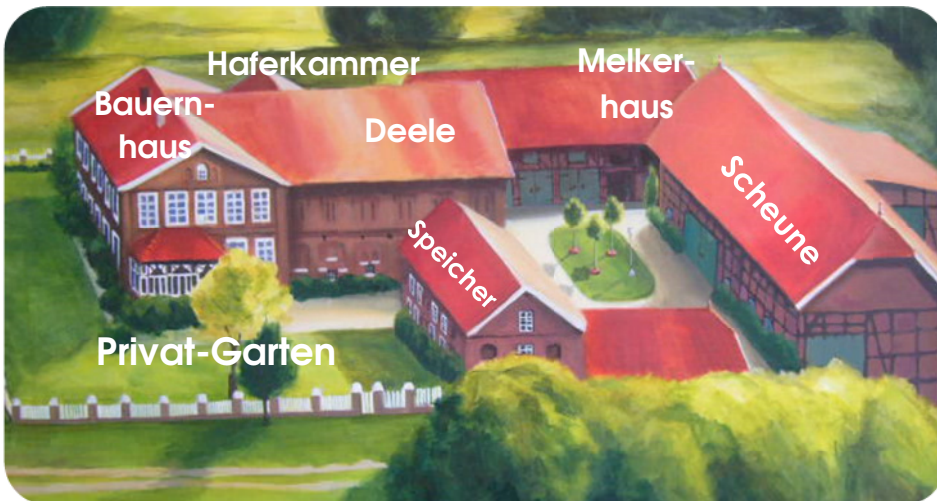 Haferkammer
Melker-
haus
Bauern-
haus
Deele
Scheune
Speicher
Privat-Garten